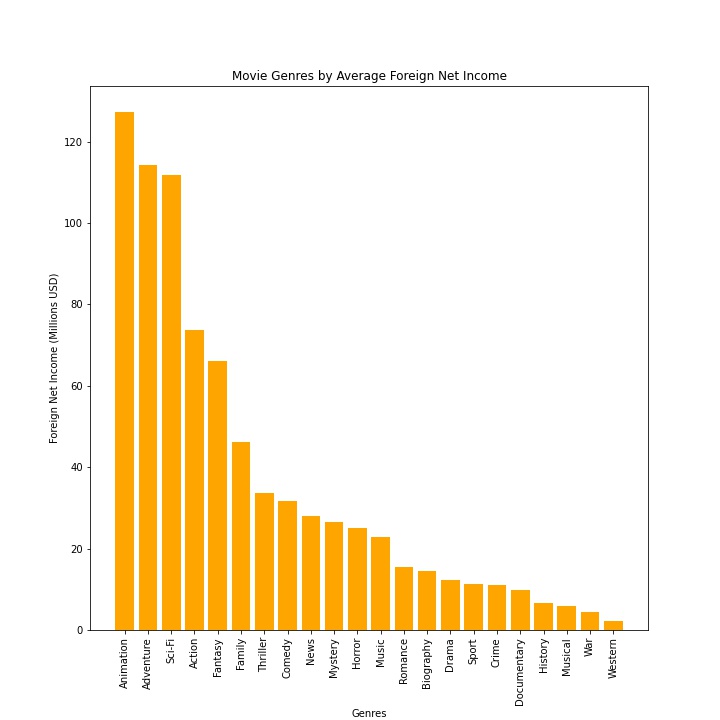 Movie Genres by Average Foreign Net Income
Foreign Net Income (Millions USD)
120
100
80
60
40
20
0
Animation
Adventure
Sci-Fi
Action
Fantasy
Family
Thriller
Comedy
News
Mystery
Horror
Music
Romance
Biography
Drama
Sport
Crime
Documentary
History
Musical
War
Western
Genres